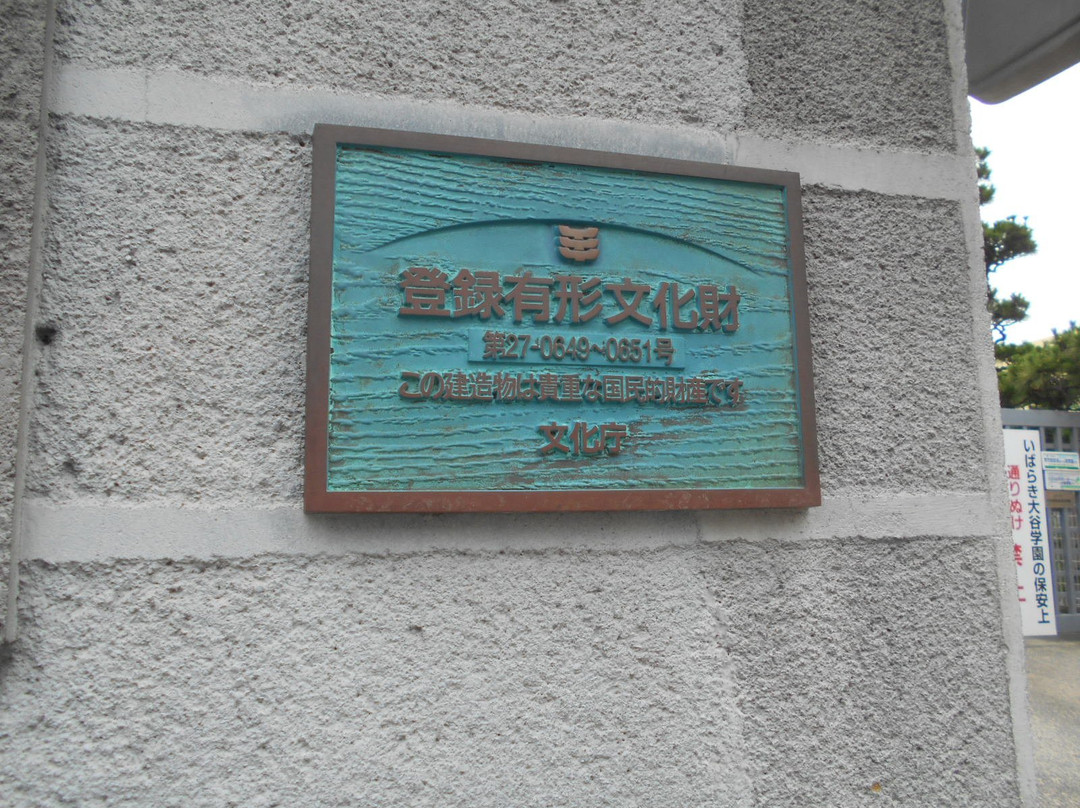 登録有形文化財
第27-0649~0651号
この建造物は貴重な国民的財産です
文化庁
いばらき大谷学園の保安上
通りぬけ 禁止